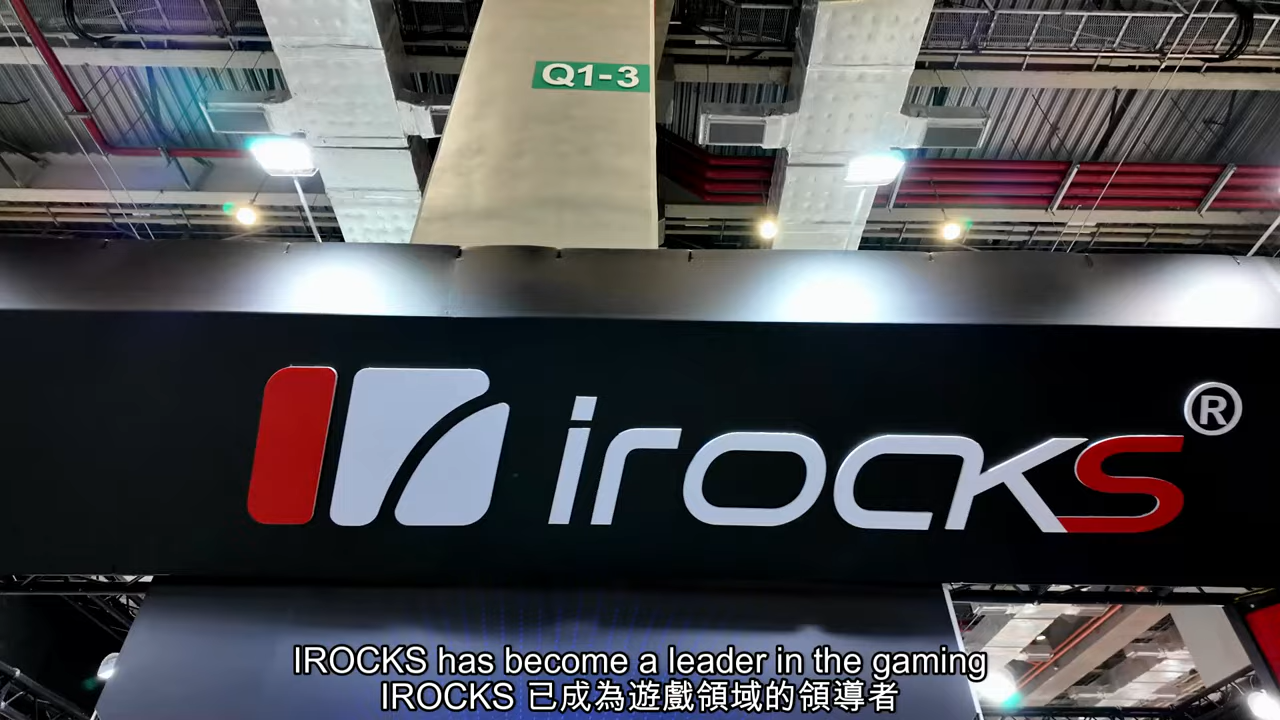 Q1-3
irocks®
IROCKS has become a leader in the gaming
IROCKS 已成為遊戲領域的領導者